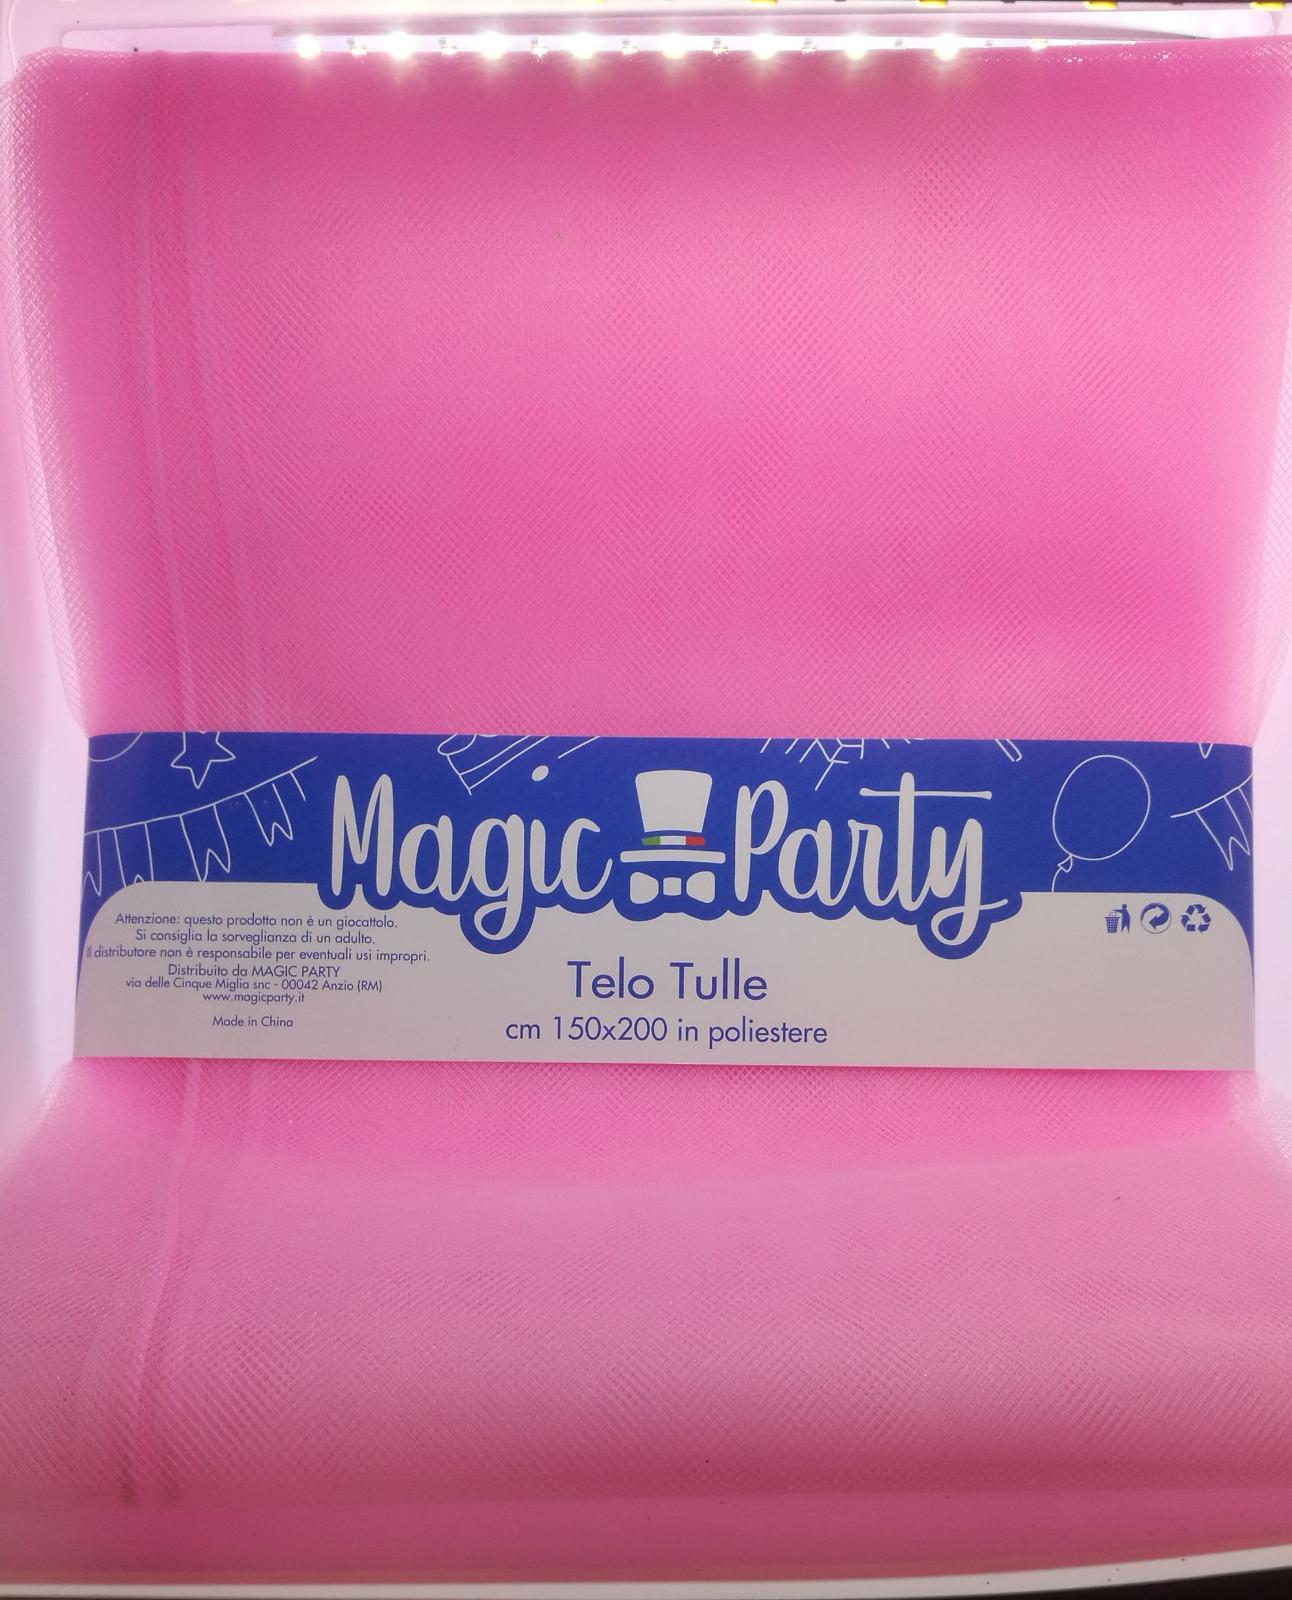 Magic Party
Attenzione: questo prodotto non è un giocattolo.
Si consiglia la sorveglianza di un adulto.
Il distributore non è responsabile per eventuali usi impropri.
Distribuito da MAGIC PARTY
via delle Cinque Miglia snc - 00042 Anzio (RM)
www.magicparty.it
Made in China
Telo Tulle
cm 150x200 in poliestere